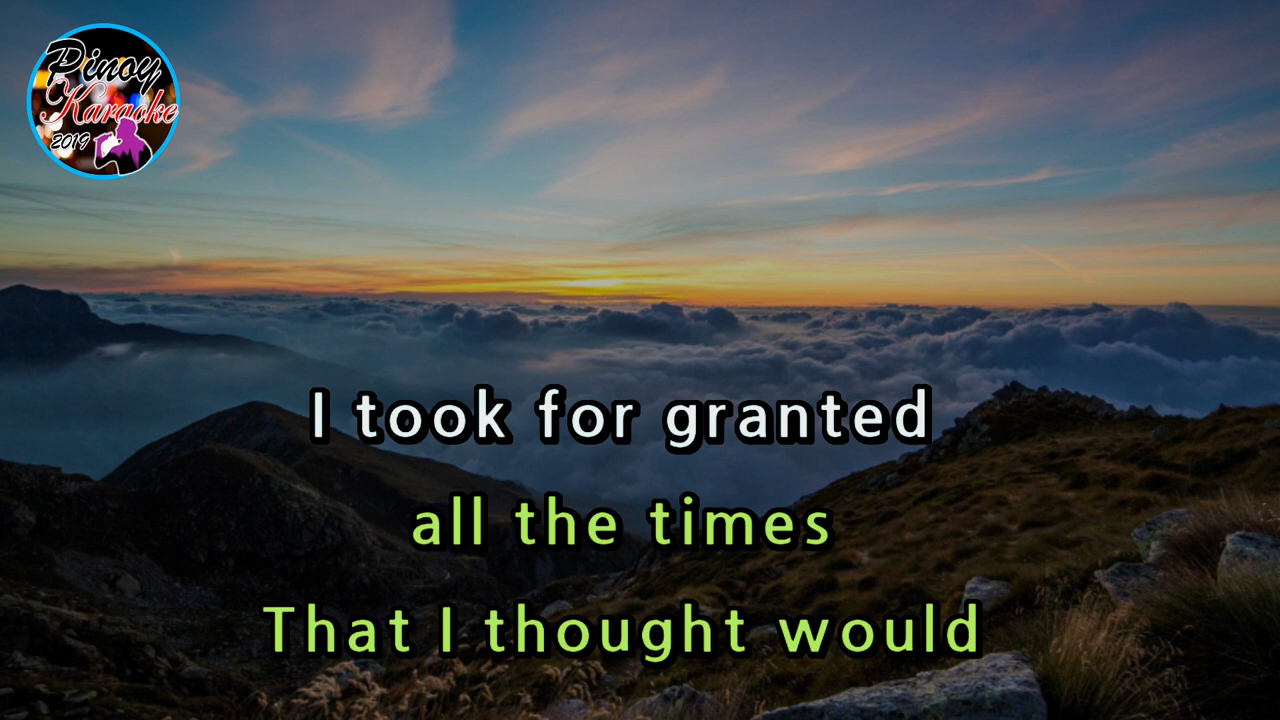 Pinoy
Karaoke
2019
I took for granted
all the times
That I thought would